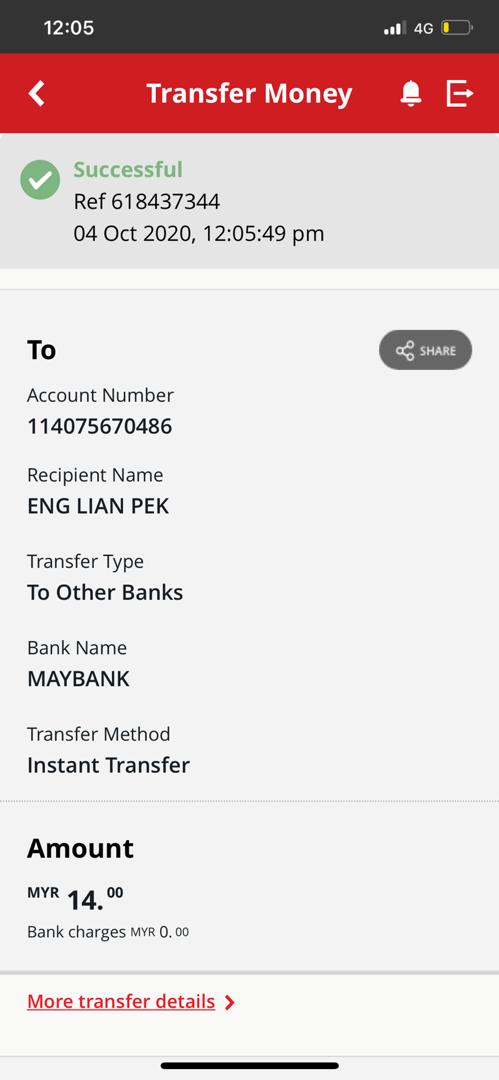 12:05
4G
Transfer Money
Successful
Ref 618437344
04 Oct 2020, 12:05:49 pm
To
SHARE
Account Number
114075670486
Recipient Name
ENG LIAN PEK
Transfer Type
To Other Banks
Bank Name
MAYBANK
Transfer Method
Instant Transfer
Amount
MYR 14.00
Bank charges MYR 0.00
More transfer details